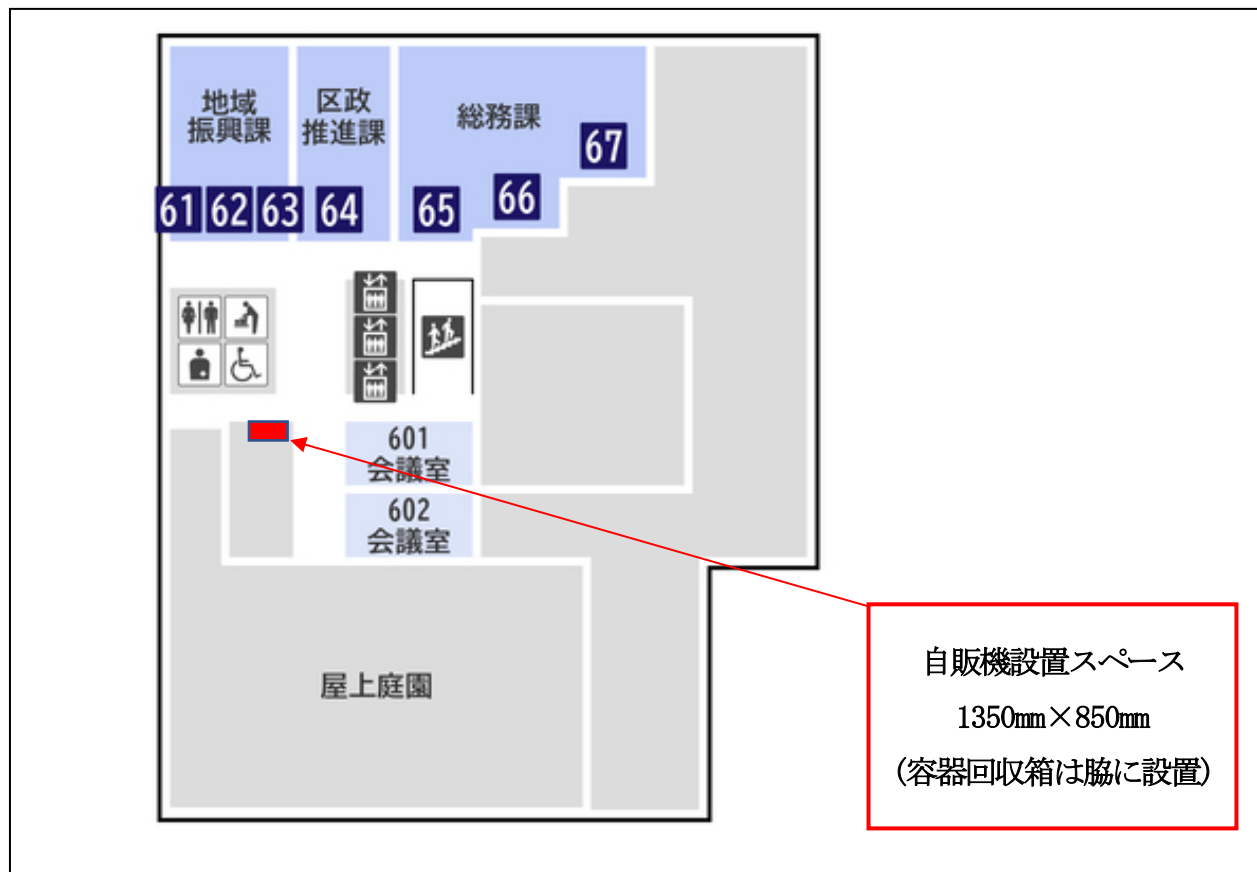 地域
振興課
区政
推進課
総務課
67
66
61 62 63 64 65
601
会議室
602
会議室
屋上庭園
自販機設置スペース
1350mm×850mm
(容器回収箱は脇に設置)